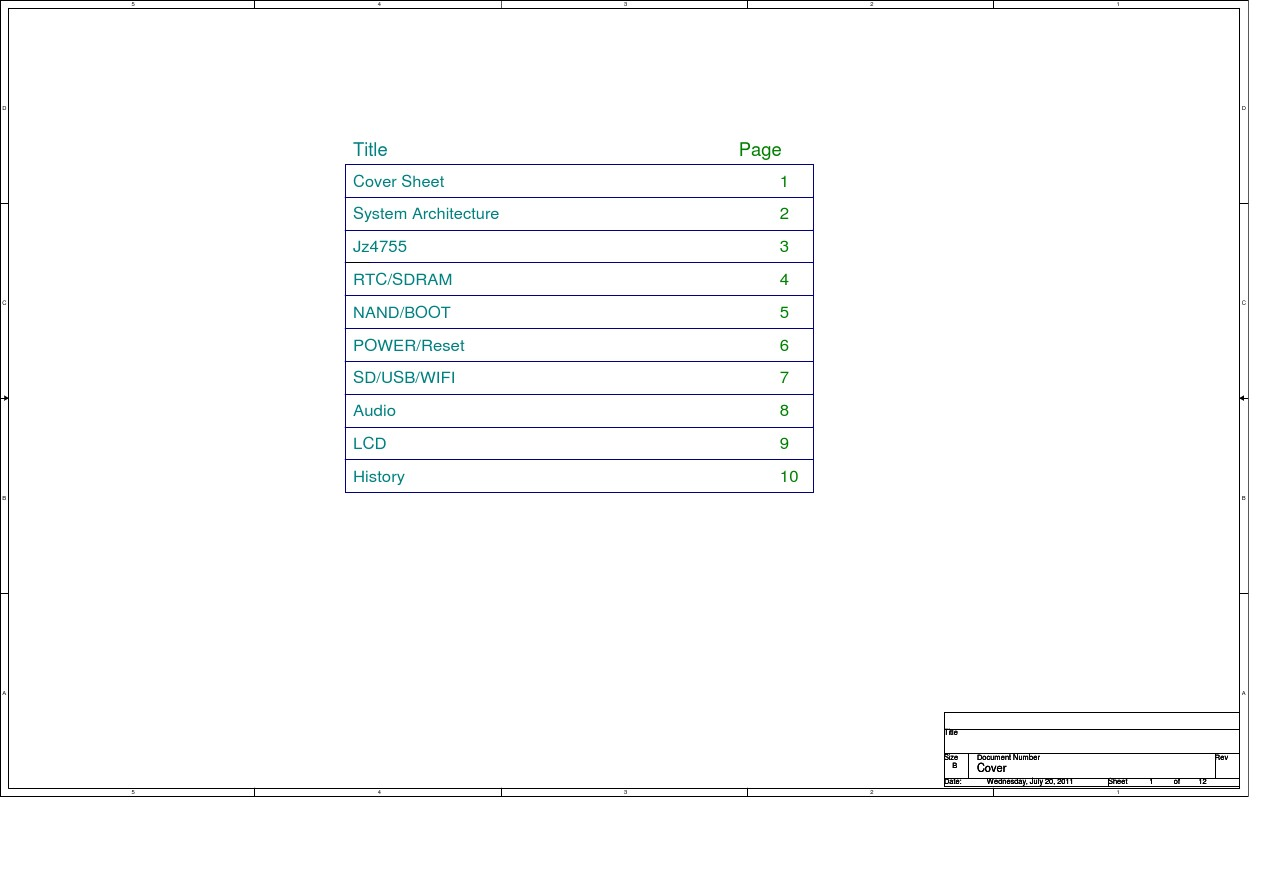 5 4 3 2 1
D D
Title Page
Cover Sheet 1
System Architecture 2
Jz4755 3
RTC/SDRAM 4
C C
NAND/BOOT 5
POWER/Reset 6
SD/USB/WIFI 7
Audio 8
LCD 9
History 10
B B
A A
Title
Size Document Number Rev
B Cover
Date: Wednesday, July 20, 2011 Sheet 1 of 12
5 4 3 2 1